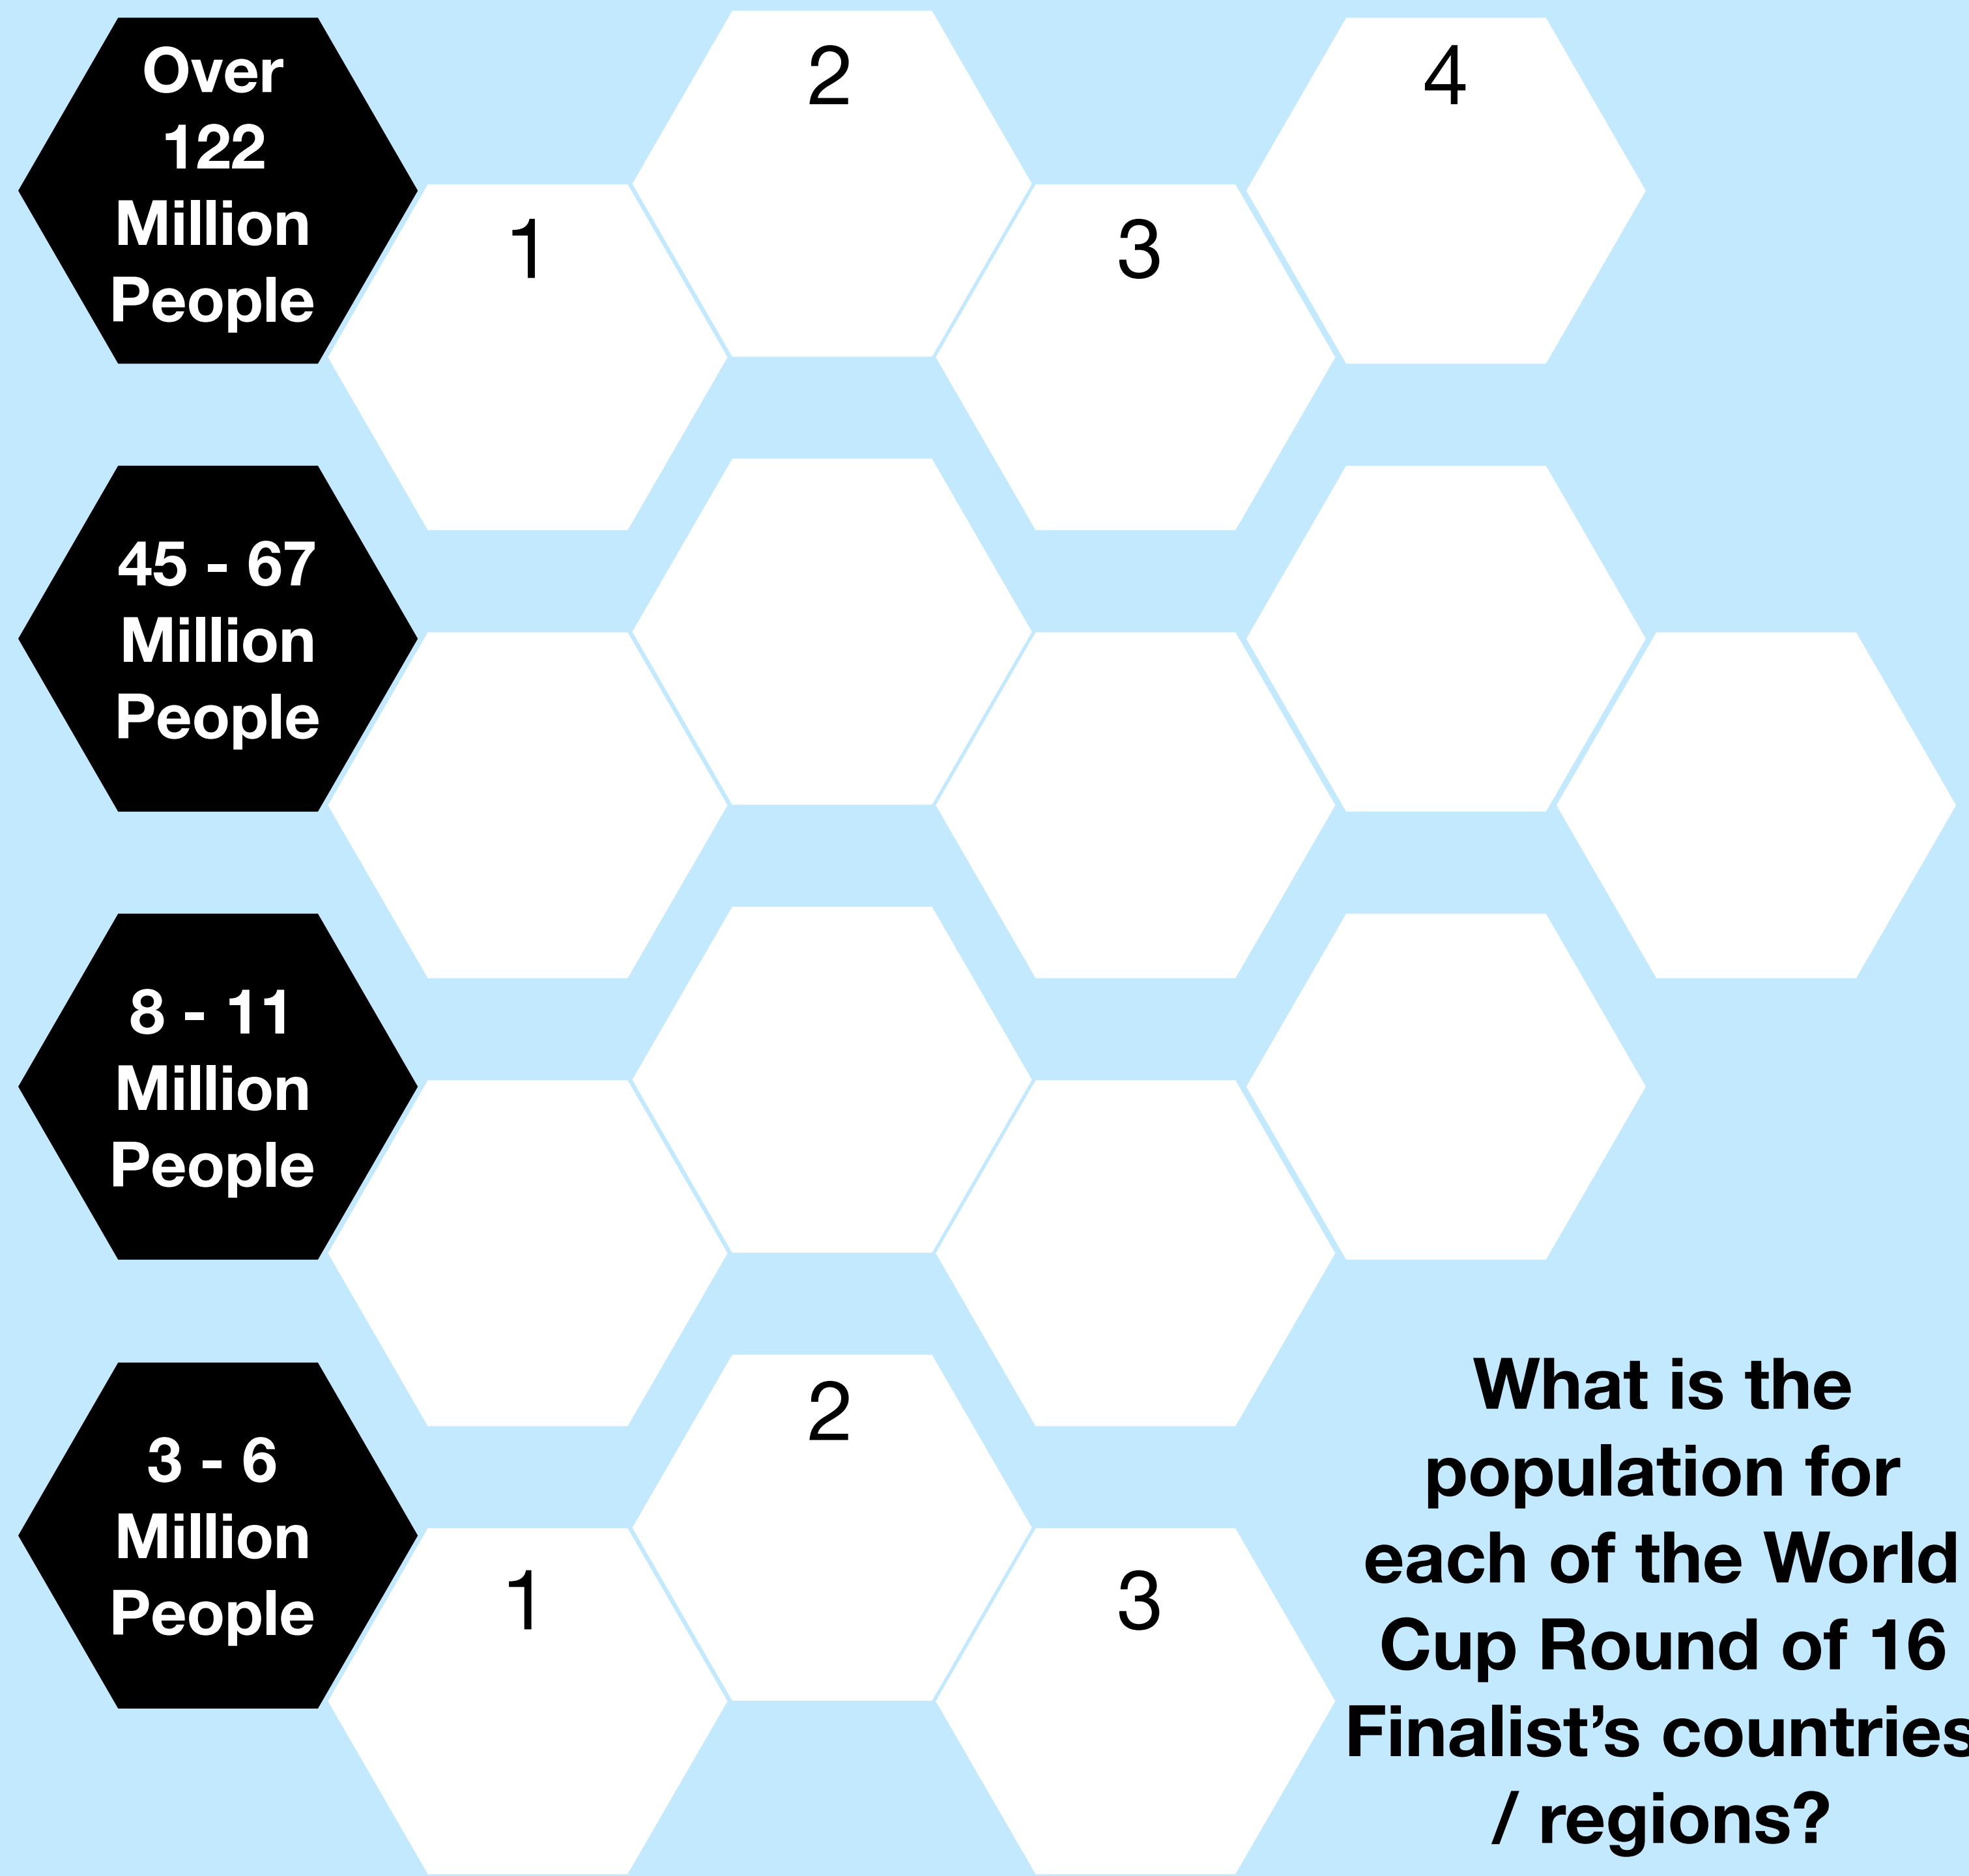 Over
122
Million
People
1
2
3
4
45 - 67
Million
People
8 - 11
Million
People
3 - 6
Million
People
1
2
3
What is the
population for
each of the World
Cup Round of 16
Finalist’s countries
/ regions?